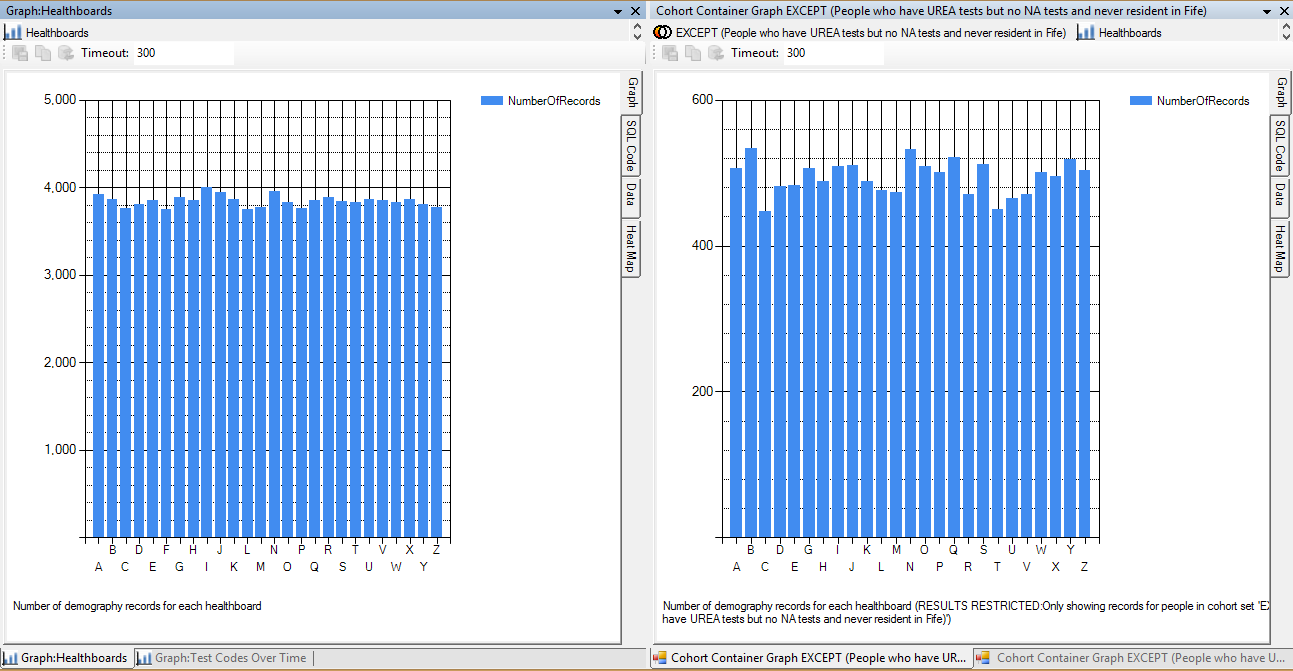 Graph:Healthboards
Healthboards
Timeout: 300
5,000
4,000
3,000
2,000
1,000
B D F H J L N P R T V X Z
A C E G I K M O Q S U W Y
NumberOfRecords
Number of demography records for each healthboard
Graph
SQL Code
Data
Heat Map
Graph:Healthboards
Graph:Test Codes Over Time
Cohort Container Graph EXCEPT (People who have UREA tests but no NA tests and never resident in Fife)
EXCEPT (People who have UREA tests but no NA tests and never resident in Fife)
Healthboards
Timeout: 300
600
400
200
B D G I K M O Q S U W Y
A C E H J L N P R T V X Z
NumberOfRecords
Number of demography records for each healthboard (RESULTS RESTRICTED:Only showing records for people in cohort set 'EX
have UREA tests but no NA tests and never resident in Fife)')
Graph
SQL Code
Data
Heat Map
Cohort Container Graph EXCEPT (People who have UR...
Cohort Container Graph EXCEPT (People who have U...